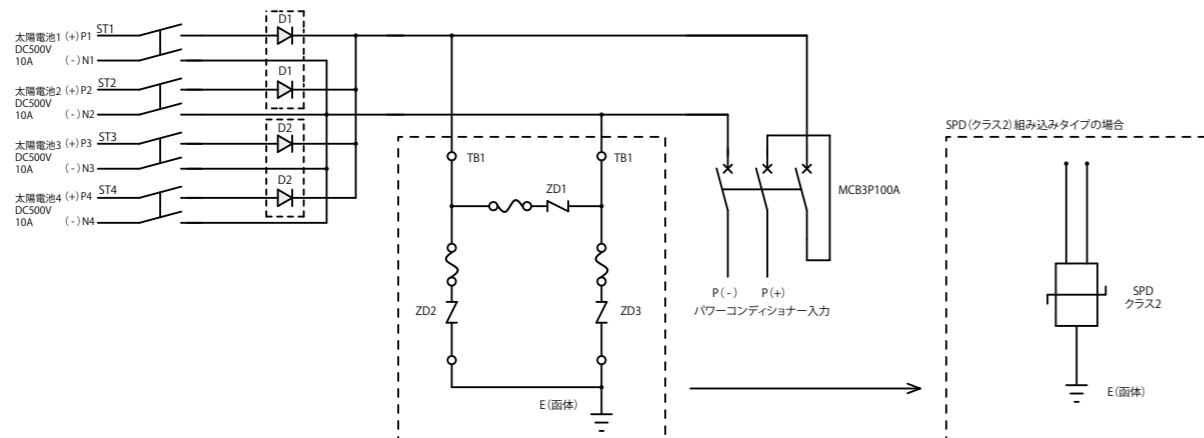 太陽電池1 (+)P1 ST1
DC500V
10A (-)N1
太陽電池2 (+)P2 ST2
DC500V
10A (-)N2
太陽電池3 (+)P3 ST3
DC500V
10A (-)N3
太陽電池4 (+)P4 ST4
DC500V
10A (-)N4
D1
D1
D2
D2
TB1
TB1
ZD1
ZD2
ZD3
E(函体)
MCB3P100A
P(-) P(+)
パワーコンディショナー入力
SPD(クラス2)組み込みタイプの場合
SPD
クラス2
E(函体)